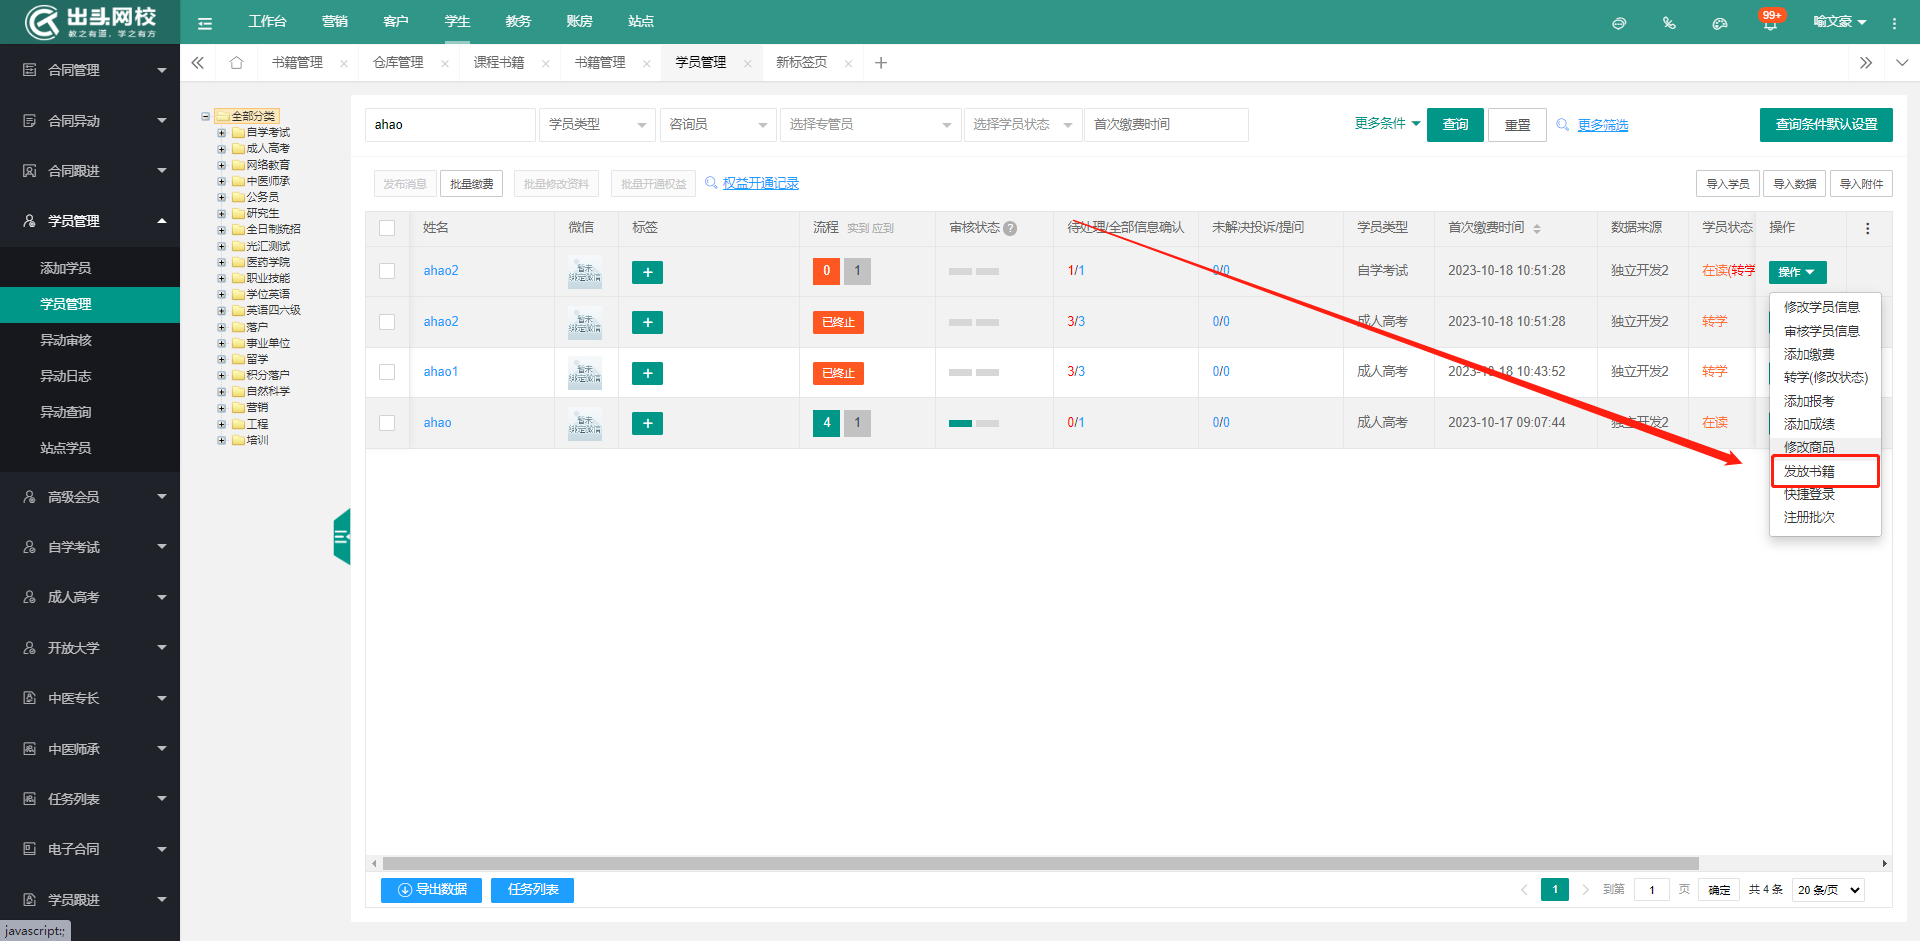 出头网校
教之有道，学之有方
工作台 营销 客户 学生 教务 账房 站点
99+
喻文豪
书籍管理 × 仓库管理 × 课程书籍 × 书籍管理 × 学员管理 × 新标签页 × +
合同管理
合同异动
合同跟进
学员管理
添加学员
学员管理
异动审核
异动日志
异动查询
站点学员
高级会员
自学考试
成人高考
开放大学
中医专长
中医师承
任务列表
电子合同
学员跟进
javascript:;
全部分类
自学考试
成人高考
网络教育
中医师承
公务员
研究生
全日制统招
光汇测试
医药学院
职业技能
学位英语
英语四六级
落户
事业单位
留学
积分落户
自然科学
营销
工程
培训
ahao 学员类型 咨询员 选择专管员 选择学员状态 首次缴费时间 更多条件 查询 重置 更多筛选 查询条件默认设置
发布消息 批量缴费 批量修改资料 批量开通权益 权益开通记录 导入学员 导入数据 导入附件
姓名 微信 标签 流程 实到 应到 审核状态 ? 待处理/全部信息确认 未解决投诉/提问 学员类型 首次缴费时间 数据来源 学员状态 操作
ahao2 暂未绑定微信 + 0 1 1/1 0/0 自学考试 2023-10-18 10:51:28 独立开发2 在读(转学 操作
ahao2 暂未绑定微信 + 已终止 3/3 0/0 成人高考 2023-10-18 10:51:28 独立开发2 转学
ahao1 暂未绑定微信 + 已终止 3/3 0/0 成人高考 2023-10-18 10:43:52 独立开发2 转学
ahao 暂未绑定微信 + 4 1 0/1 0/0 成人高考 2023-10-17 09:07:44 独立开发2 在读
修改学员信息
审核学员信息
添加缴费
转学(修改状态)
添加报考
添加成绩
修改商品
发放书籍
快捷登录
注册批次
导出数据 任务列表
1 到第 1 页 确定 共 4 条 20 条/页